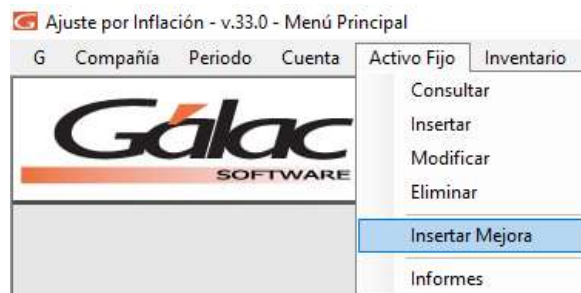 Ajuste por Inflación - v.33.0 - Menú Principal
G Compañía Periodo Cuenta Activo Fijo Inventario
Gálac
SOFTWARE
Consultar
Insertar
Modificar
Eliminar
Insertar Mejora
Informes